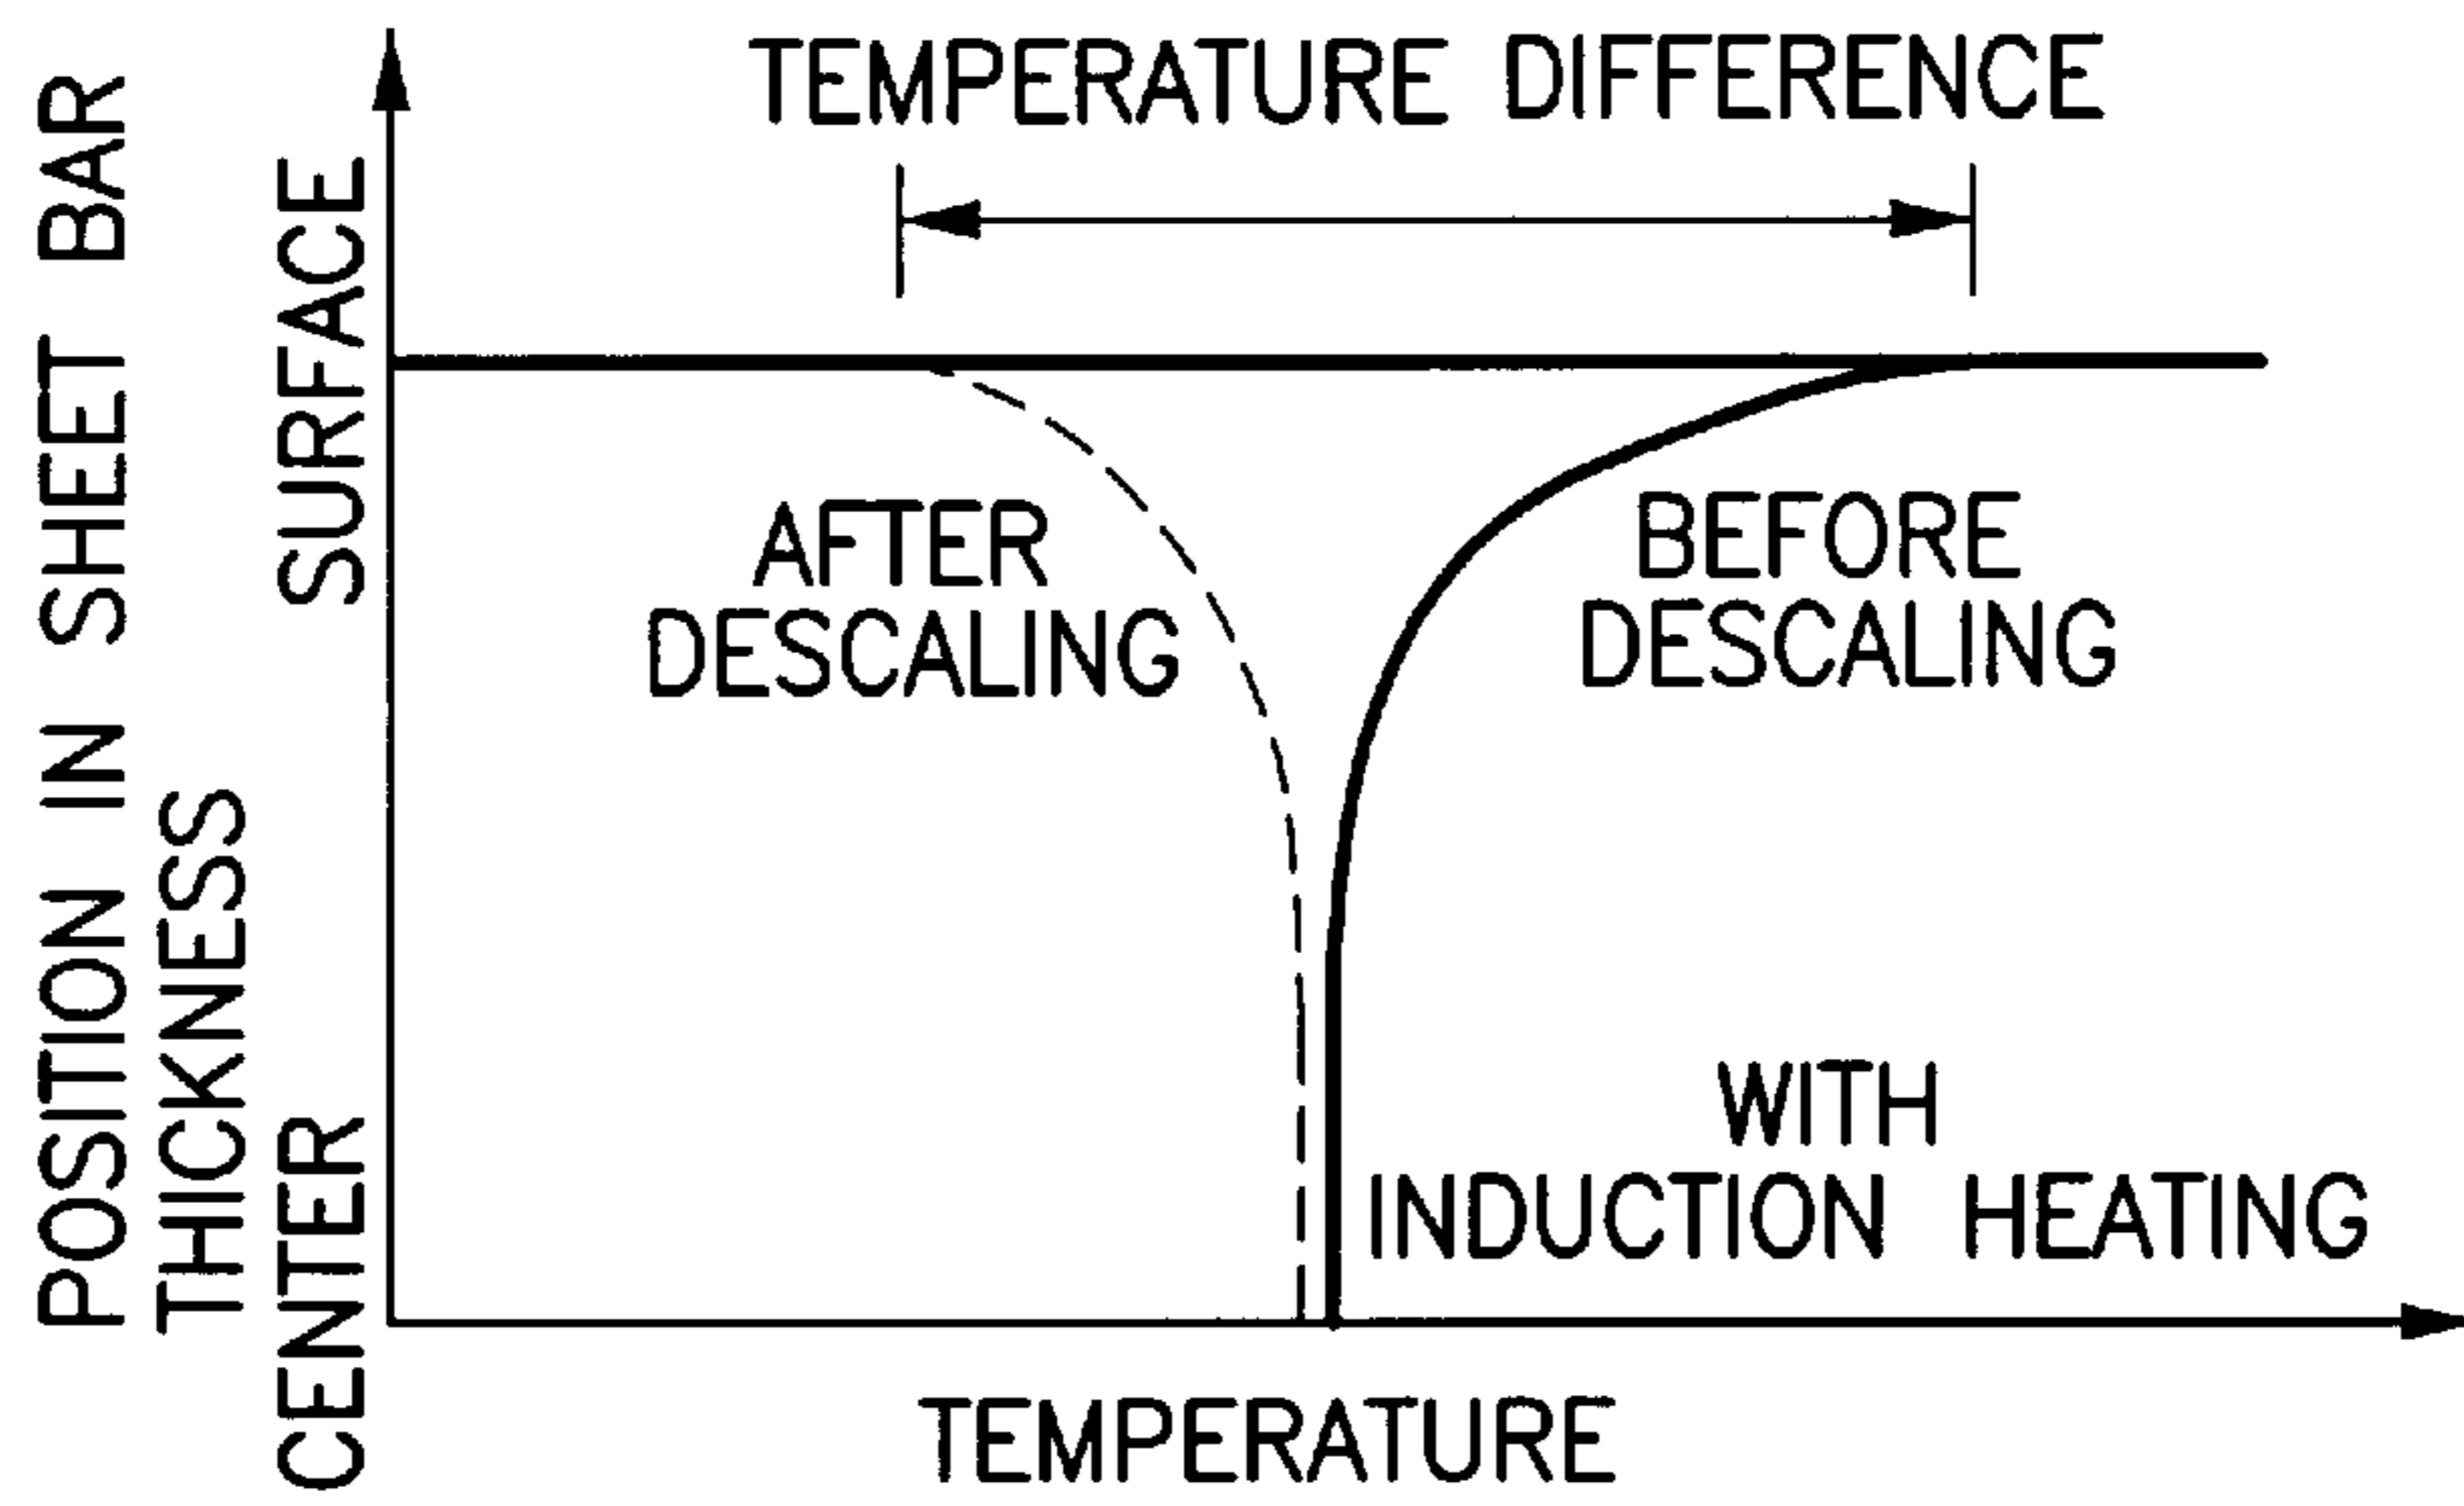 TEMPERATURE DIFFERENCE
POSITION IN SHEET BAR
THICKNESS
SURFACE
CENTER
AFTER
DESCALING
BEFORE
DESCALING
WITH
INDUCTION HEATING
TEMPERATURE